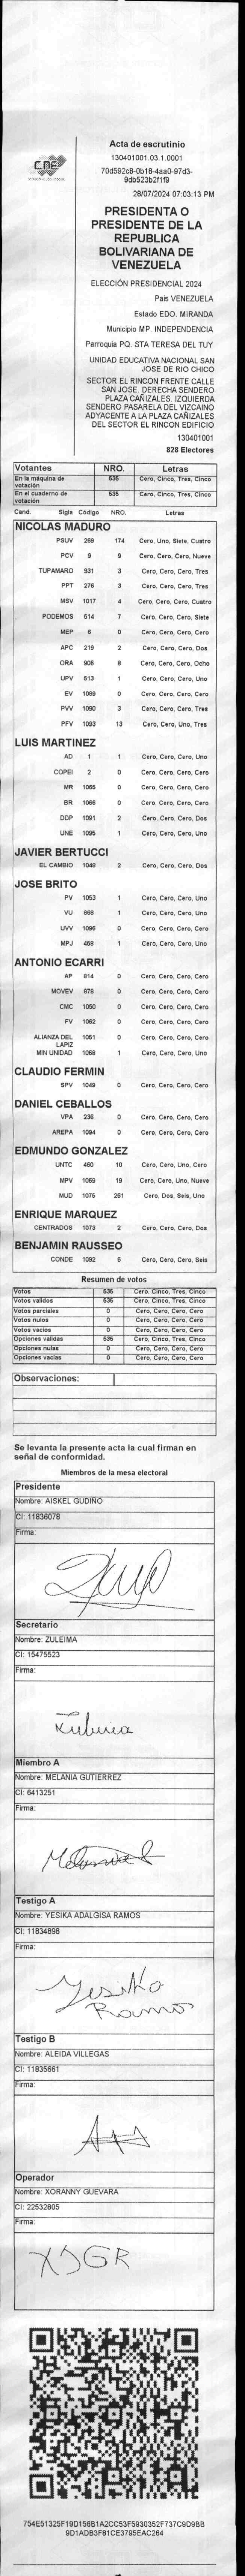 CNE
Acta de escrutinio
130401001.03.1.0001
70d592c8-0b18-4aa0-97d3-
9db523b2f1f9
28/07/2024 07:03:13 PM
PRESIDENTA O
PRESIDENTE DE LA
REPUBLICA
BOLIVARIANA DE
VENEZUELA
ELECCIÓN PRESIDENCIAL 2024
Pais VENEZUELA
Estado EDO. MIRANDA
Municipio MP. INDEPENDENCIA
Parroquia PQ. STA TERESA DEL TUY
UNIDAD EDUCATIVA NACIONAL SAN
JOSE DE RIO CHICO
SECTOR EL RINCON FRENTE CALLE
SAN JOSE. DERECHA SENDERO
PLAZA CAÑIZALES. IZQUIERDA
SENDERO PASARELA DEL VIZCAINO
ADYACENTE A LA PLAZA CAÑIZALES
DEL SECTOR EL RINCON EDIFICIO
130401001
828 Electores
Votantes NRO. Letras
En la máquina de votación 535 Cero, Cinco, Tres, Cinco
En el cuaderno de votación 535 Cero, Cinco, Tres, Cinco
Cand. Sigla Código NRO. Letras
NICOLAS MADURO
PSUV 269 174 Cero, Uno, Siete, Cuatro
PCV 9 9 Cero, Cero, Cero, Nueve
TUPAMARO 931 3 Cero, Cero, Cero, Tres
PPT 276 3 Cero, Cero, Cero, Tres
MSV 1017 4 Cero, Cero, Cero, Cuatro
PODEMOS 514 7 Cero, Cero, Cero, Siete
MEP 6 0 Cero, Cero, Cero, Cero
APC 219 2 Cero, Cero, Cero, Dos
ORA 906 8 Cero, Cero, Cero, Ocho
UPV 513 1 Cero, Cero, Cero, Uno
EV 1089 0 Cero, Cero, Cero, Cero
PVV 1090 3 Cero, Cero, Cero, Tres
PFV 1093 13 Cero, Cero, Uno, Tres
LUIS MARTINEZ
AD 1 1 Cero, Cero, Cero, Uno
COPEI 2 0 Cero, Cero, Cero, Cero
MR 1065 0 Cero, Cero, Cero, Cero
BR 1066 0 Cero, Cero, Cero, Cero
DDP 1091 2 Cero, Cero, Cero, Dos
UNE 1095 1 Cero, Cero, Cero, Uno
JAVIER BERTUCCI
EL CAMBIO 1048 2 Cero, Cero, Cero, Dos
JOSE BRITO
PV 1053 1 Cero, Cero, Cero, Uno
VU 868 1 Cero, Cero, Cero, Uno
UVV 1096 0 Cero, Cero, Cero, Cero
MPJ 458 1 Cero, Cero, Cero, Uno
ANTONIO ECARRI
AP 814 0 Cero, Cero, Cero, Cero
MOVEV 878 0 Cero, Cero, Cero, Cero
CMC 1050 0 Cero, Cero, Cero, Cero
FV 1062 0 Cero, Cero, Cero, Cero
ALIANZA DEL LAPIZ 1051 0 Cero, Cero, Cero, Cero
MIN UNIDAD 1068 1 Cero, Cero, Cero, Uno
CLAUDIO FERMIN
SPV 1049 0 Cero, Cero, Cero, Cero
DANIEL CEBALLOS
VPA 236 0 Cero, Cero, Cero, Cero
AREPA 1094 0 Cero, Cero, Cero, Cero
EDMUNDO GONZALEZ
UNTC 460 10 Cero, Cero, Uno, Cero
MPV 1069 19 Cero, Cero, Uno, Nueve
MUD 1075 261 Cero, Dos, Seis, Uno
ENRIQUE MARQUEZ
CENTRADOS 1073 2 Cero, Cero, Cero, Dos
BENJAMIN RAUSSEO
CONDE 1092 6 Cero, Cero, Cero, Seis
Resumen de votos
Votos 535 Cero, Cinco, Tres, Cinco
Votos validos 535 Cero, Cinco, Tres, Cinco
Votos parciales 0 Cero, Cero, Cero, Cero
Votos nulos 0 Cero, Cero, Cero, Cero
Votos vacios 0 Cero, Cero, Cero, Cero
Opciones validas 535 Cero, Cinco, Tres, Cinco
Opciones nulas 0 Cero, Cero, Cero, Cero
Opciones vacias 0 Cero, Cero, Cero, Cero
Observaciones:
Se levanta la presente acta la cual firman en
señal de conformidad.
Miembros de la mesa electoral
Presidente
Nombre: AISKEL GUDIÑO
CI: 11836078
Firma:
Secretario
Nombre: ZULEIMA
CI: 15475523
Firma:
Miembro A
Nombre: MELANIA GUTIERREZ
CI: 6413251
Firma:
Testigo A
Nombre: YESIKA ADALGISA RAMOS
CI: 11834898
Firma:
Yesika
Ramos
Testigo B
Nombre: ALEIDA VILLEGAS
CI: 11835661
Firma:
Operador
Nombre: XORANNY GUEVARA
CI: 22532805
Firma:
XJGR
754E51325F19D156B1A2CC53F5930352F737C9D9BB
9D1ADB3F81CE3795EAC264